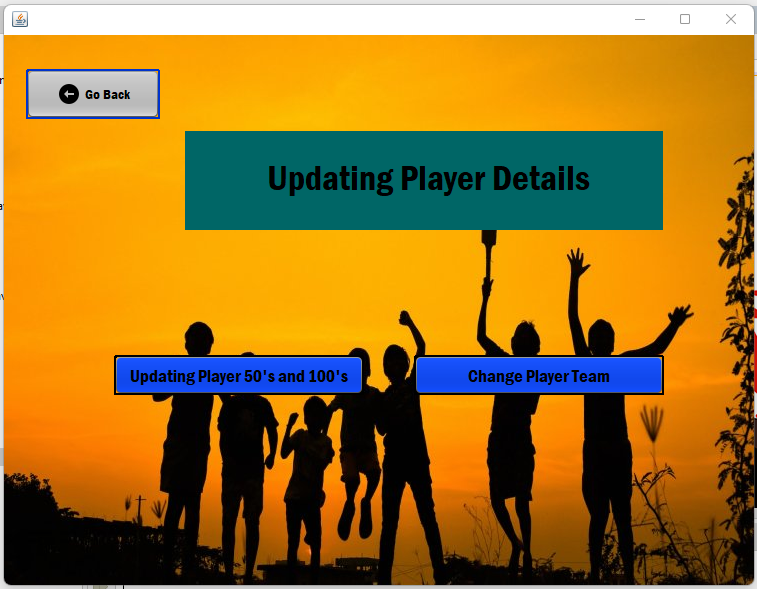 Go Back
Updating Player Details
Updating Player 50's and 100's
Change Player Team